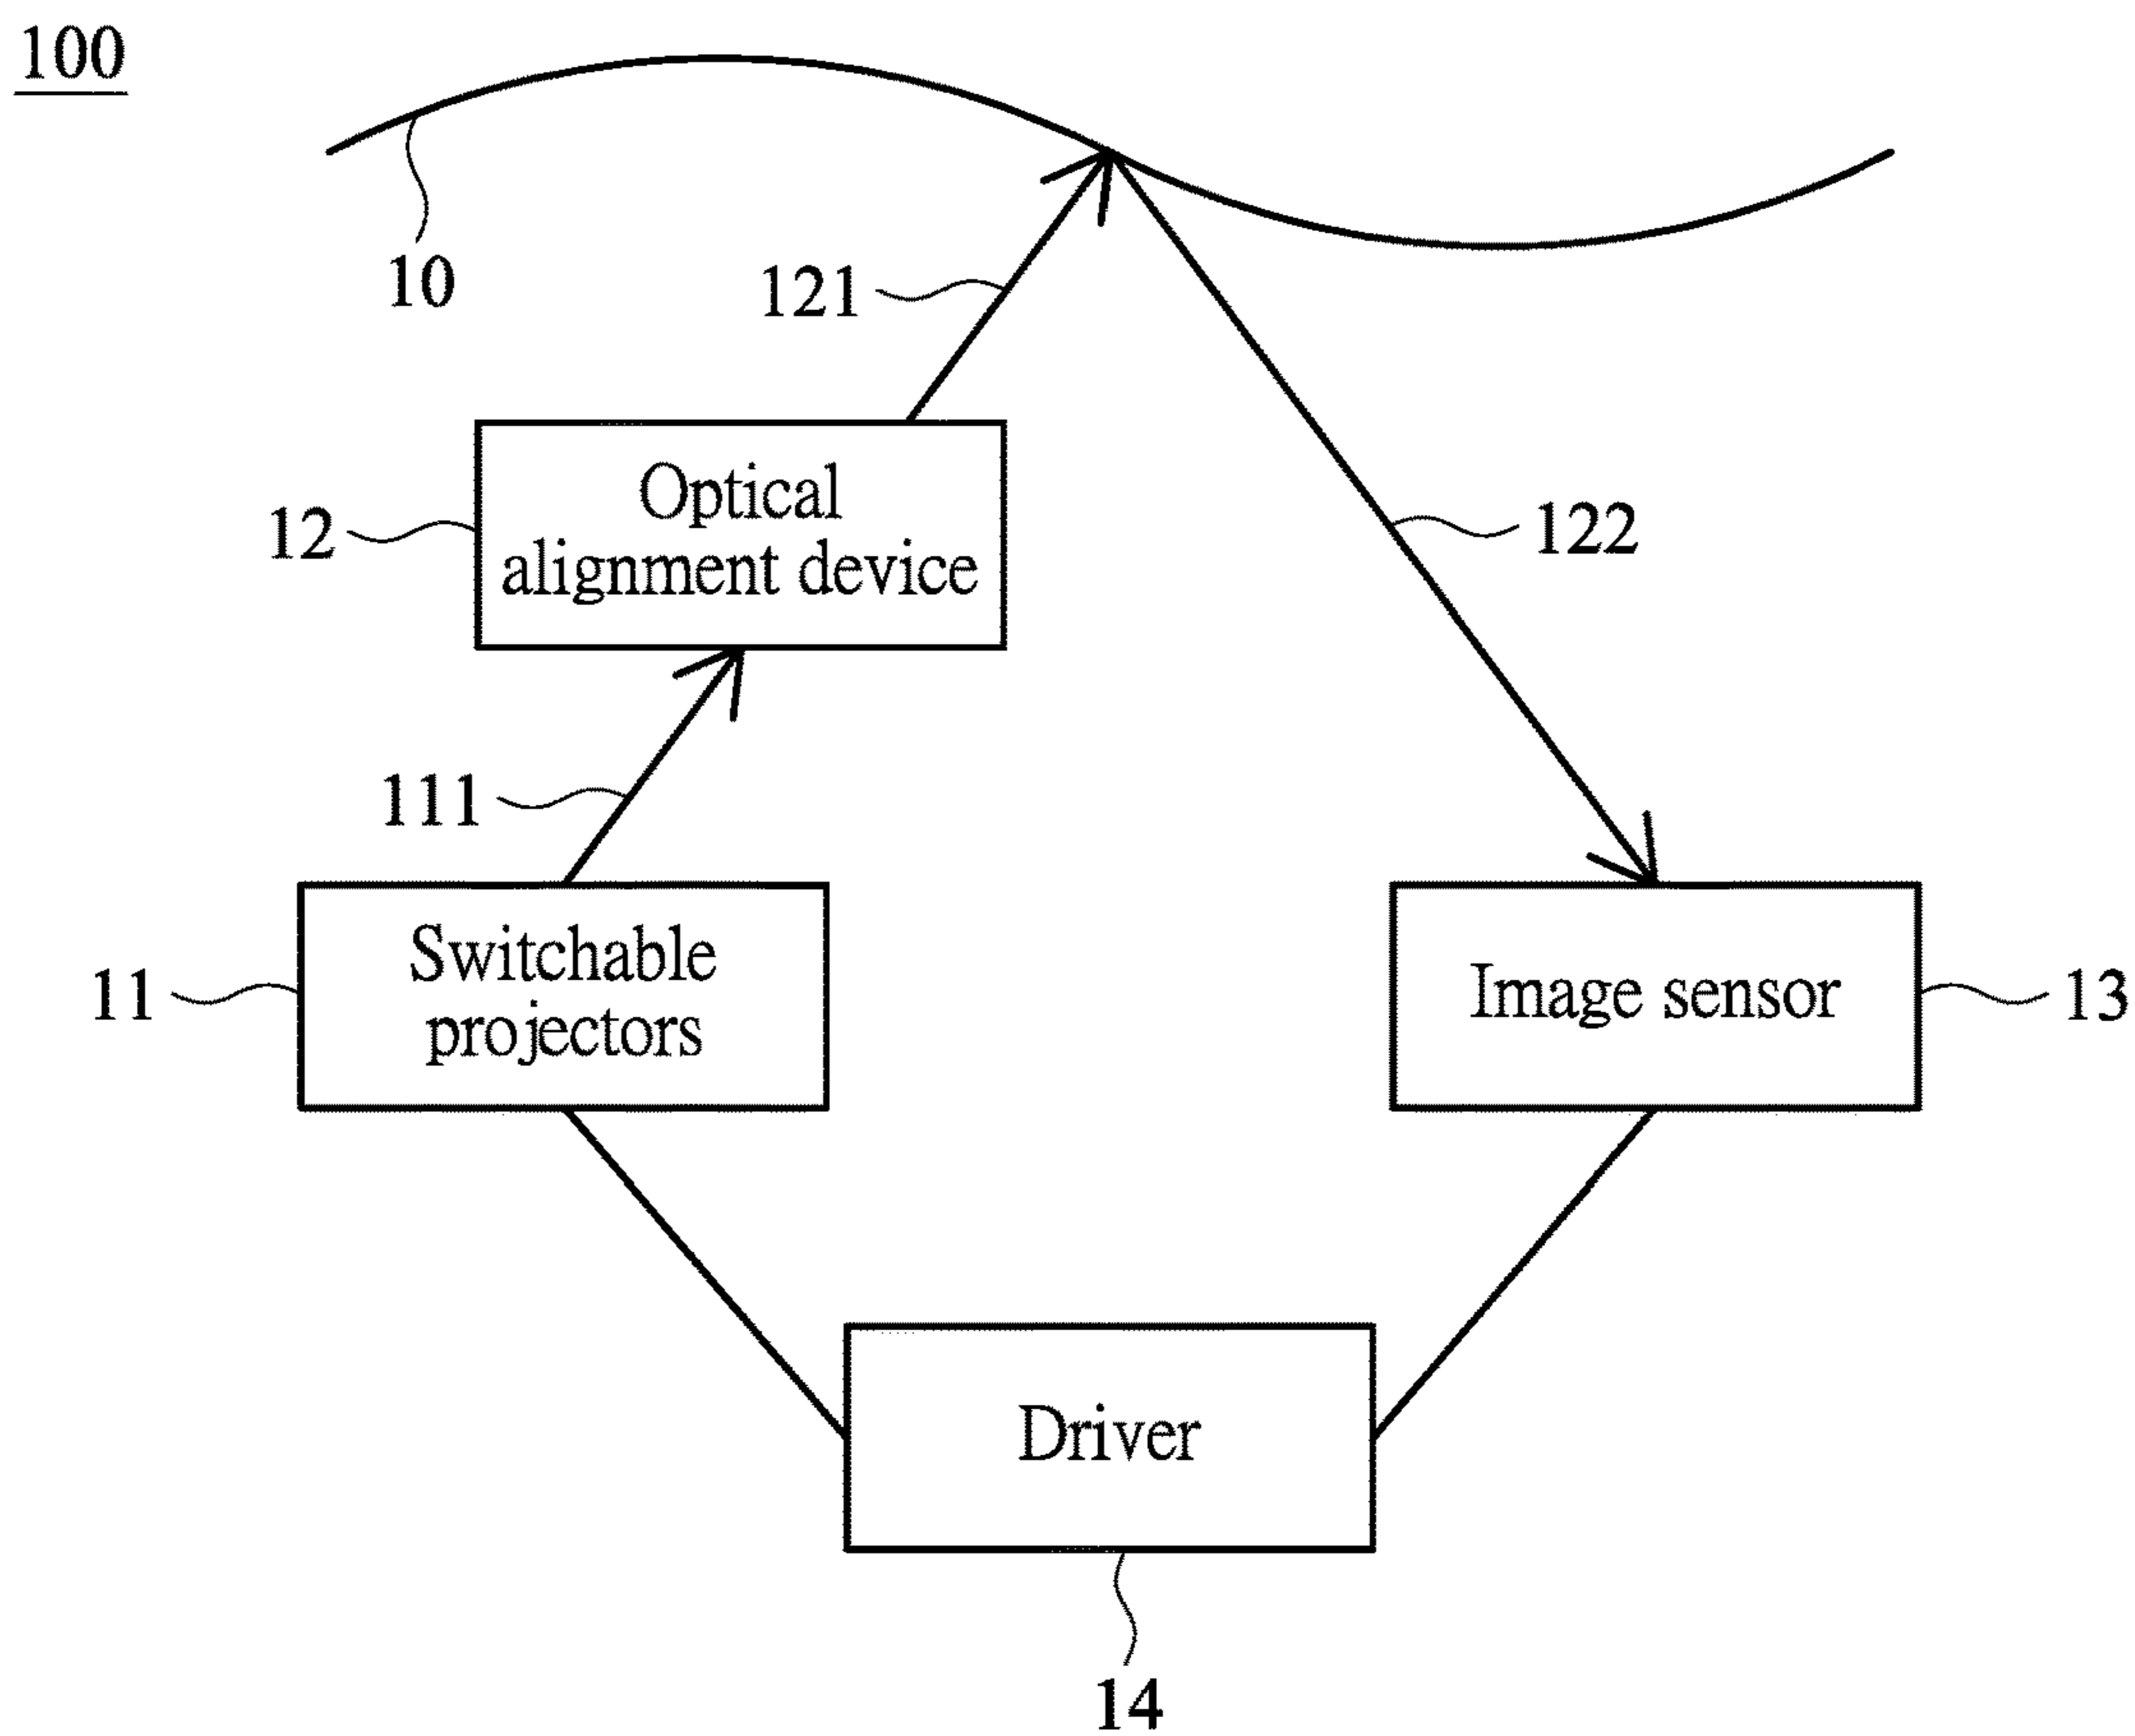 100
10
121
Optical
alignment device
12
122
111
Switchable
projectors
11
Image sensor
13
Driver
14